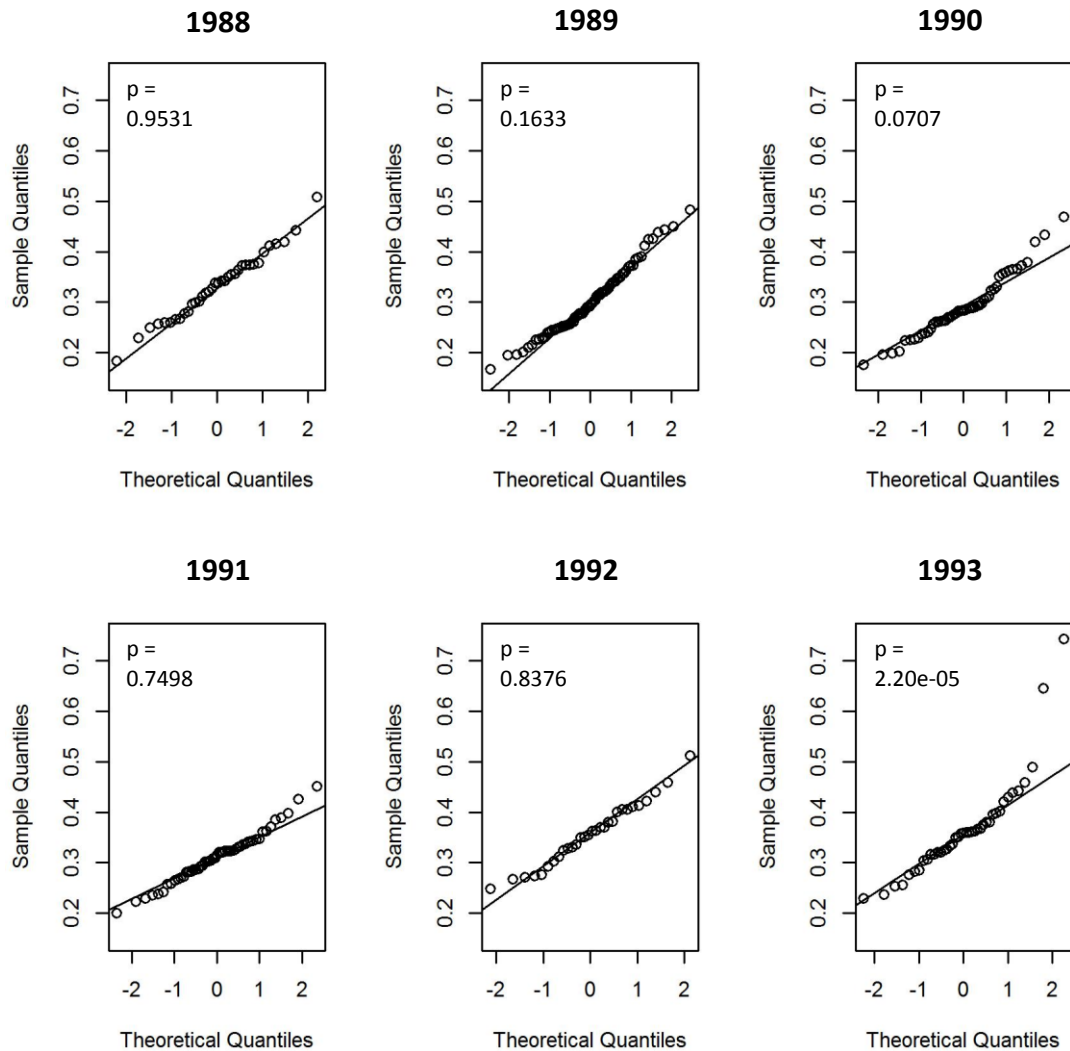 1988
1989
1990
p =
0.9531
p =
0.1633
p =
0.0707
Sample Quantiles
0.2 0.3 0.4 0.5 0.6 0.7
Sample Quantiles
0.2 0.3 0.4 0.5 0.6 0.7
Sample Quantiles
0.2 0.3 0.4 0.5 0.6 0.7
-2 -1 0 1 2
-2 -1 0 1 2
-2 -1 0 1 2
Theoretical Quantiles
Theoretical Quantiles
Theoretical Quantiles
1991
1992
1993
p =
0.7498
p =
0.8376
p =
2.20e-05
Sample Quantiles
0.2 0.3 0.4 0.5 0.6 0.7
Sample Quantiles
0.2 0.3 0.4 0.5 0.6 0.7
Sample Quantiles
0.2 0.3 0.4 0.5 0.6 0.7
-2 -1 0 1 2
-2 -1 0 1 2
-2 -1 0 1 2
Theoretical Quantiles
Theoretical Quantiles
Theoretical Quantiles